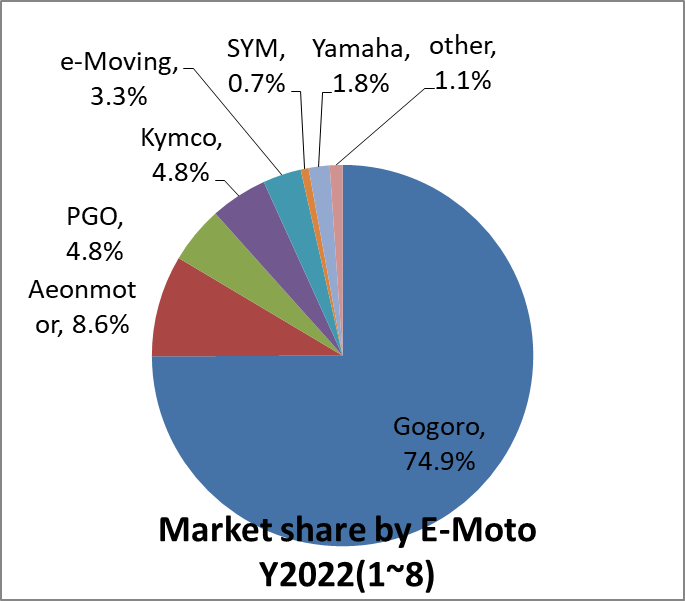 SYM,
0.7%
Yamaha,
1.8%
other,
1.1%
e-Moving,
3.3%
Kymco,
4.8%
PGO,
4.8%
Aeonmot
or, 8.6%
Gogoro,
74.9%
Market share by E-Moto
Y2022(1~8)